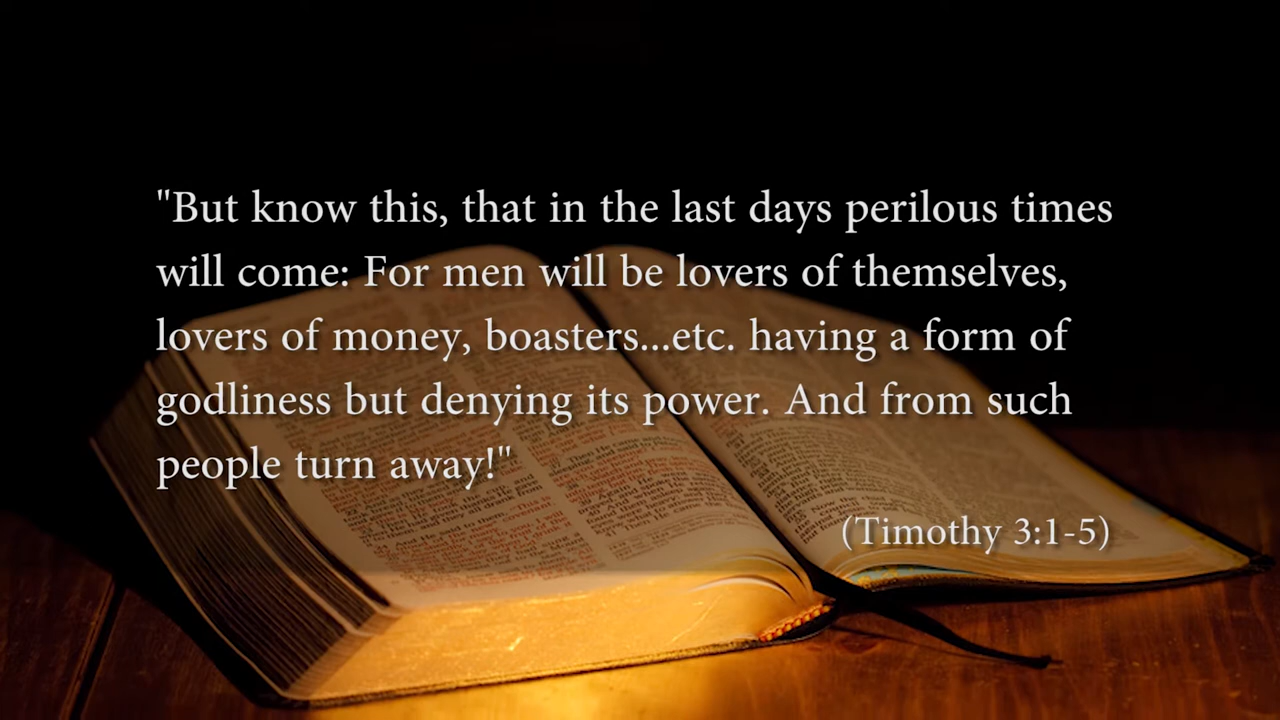 "But know this, that in the last days perilous times
will come: For men will be lovers of themselves,
lovers of money, boasters...etc. having a form of
godliness but denying its power. And from such
people turn away!"
(Timothy 3:1-5)